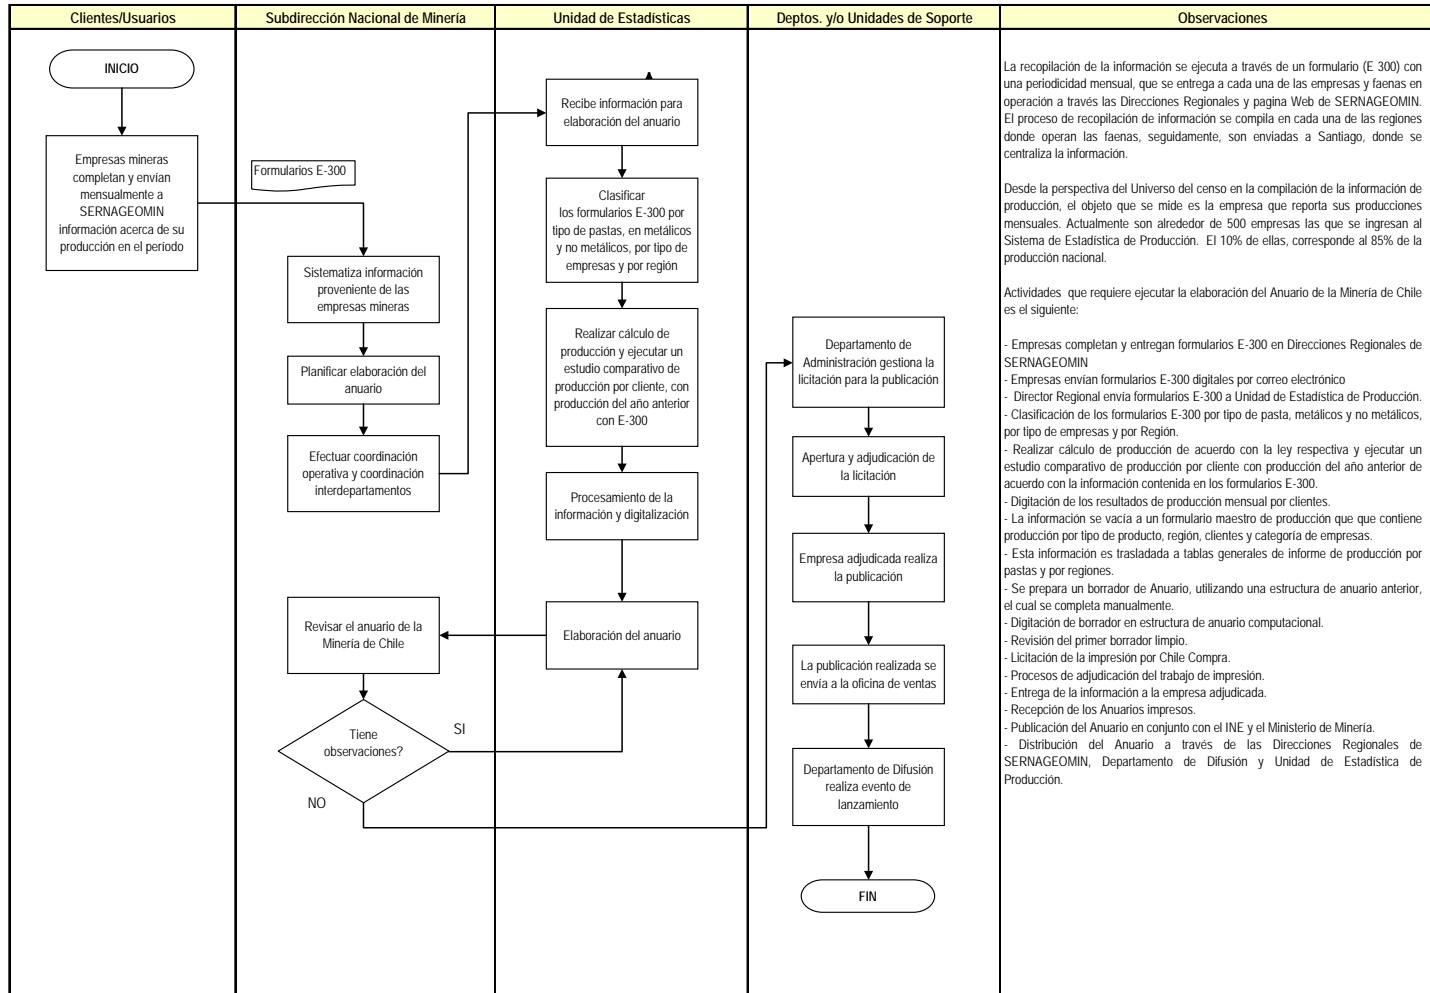 Clientes/Usuarios
Subdirección Nacional de Minería
Unidad de Estadísticas
Deptos. y/o Unidades de Soporte
Observaciones
INICIO
Empresas mineras
completan y envían
mensualmente a
SERNAGEOMIN
información acerca de su
producción en el período
Formularios E-300
Sistematiza información
proveniente de las
empresas mineras
Planificar elaboración del
anuario
Efectuar coordinación
operativa y coordinación
interdepartamentos
Revisar el anuario de la
Minería de Chile
Tiene
observaciones?
SI
NO
Recibe información para
elaboración del anuario
Clasificar
los formularios E-300 por
tipo de pastas, en metálicos
y no metálicos, por tipo de
empresas y por región
Realizar cálculo de
producción y ejecutar un
estudio comparativo de
producción por cliente, con
producción del año anterior
con E-300
Procesamiento de la
información y digitalización
Elaboración del anuario
Departamento de
Administración gestiona la
licitación para la publicación
Apertura y adjudicación de
la licitación
Empresa adjudicada realiza
la publicación
La publicación realizada se
envía a la oficina de ventas
Departamento de Difusión
realiza evento de
lanzamiento
FIN
La recopilación de la información se ejecuta a través de un formulario (E 300) con
una periodicidad mensual, que se entrega a cada una de las empresas y faenas en
operación a través las Direcciones Regionales y pagina Web de SERNAGEOMIN.
El proceso de recopilación de información se compila en cada una de las regiones
donde operan las faenas, seguidamente, son enviadas a Santiago, donde se
centraliza la información.
Desde la perspectiva del Universo del censo en la compilación de la información de
producción, el objeto que se mide es la empresa que reporta sus producciones
mensuales. Actualmente son alrededor de 500 empresas las que se ingresan al
Sistema de Estadística de Producción. El 10% de ellas, corresponde al 85% de la
producción nacional.
Actividades que requiere ejecutar la elaboración del Anuario de la Minería de Chile
es el siguiente:
- Empresas completan y entregan formularios E-300 en Direcciones Regionales de
SERNAGEOMIN
- Empresas envían formularios E-300 digitales por correo electrónico
- Director Regional envía formularios E-300 a Unidad de Estadística de Producción.
- Clasificación de los formularios E-300 por tipo de pasta, metálicos y no metálicos,
por tipo de empresas y por Región.
- Realizar cálculo de producción de acuerdo con la ley respectiva y ejecutar un
estudio comparativo de producción por cliente con producción del año anterior de
acuerdo con la información contenida en los formularios E-300.
- Digitación de los resultados de producción mensual por clientes.
- La información se vacía a un formulario maestro de producción que que contiene
producción por tipo de producto, región, clientes y categoría de empresas.
- Esta información es trasladada a tablas generales de informe de producción por
pastas y por regiones.
- Se prepara un borrador de Anuario, utilizando una estructura de anuario anterior,
el cual se completa manualmente.
- Digitación de borrador en estructura de anuario computacional.
- Revisión del primer borrador limpio.
- Licitación de la impresión por Chile Compra.
- Procesos de adjudicación del trabajo de impresión.
- Entrega de la información a la empresa adjudicada.
- Recepción de los Anuarios impresos.
- Publicación del Anuario en conjunto con el INE y el Ministerio de Minería.
- Distribución del Anuario a través de las Direcciones Regionales de
SERNAGEOMIN, Departamento de Difusión y Unidad de Estadística de
Producción.